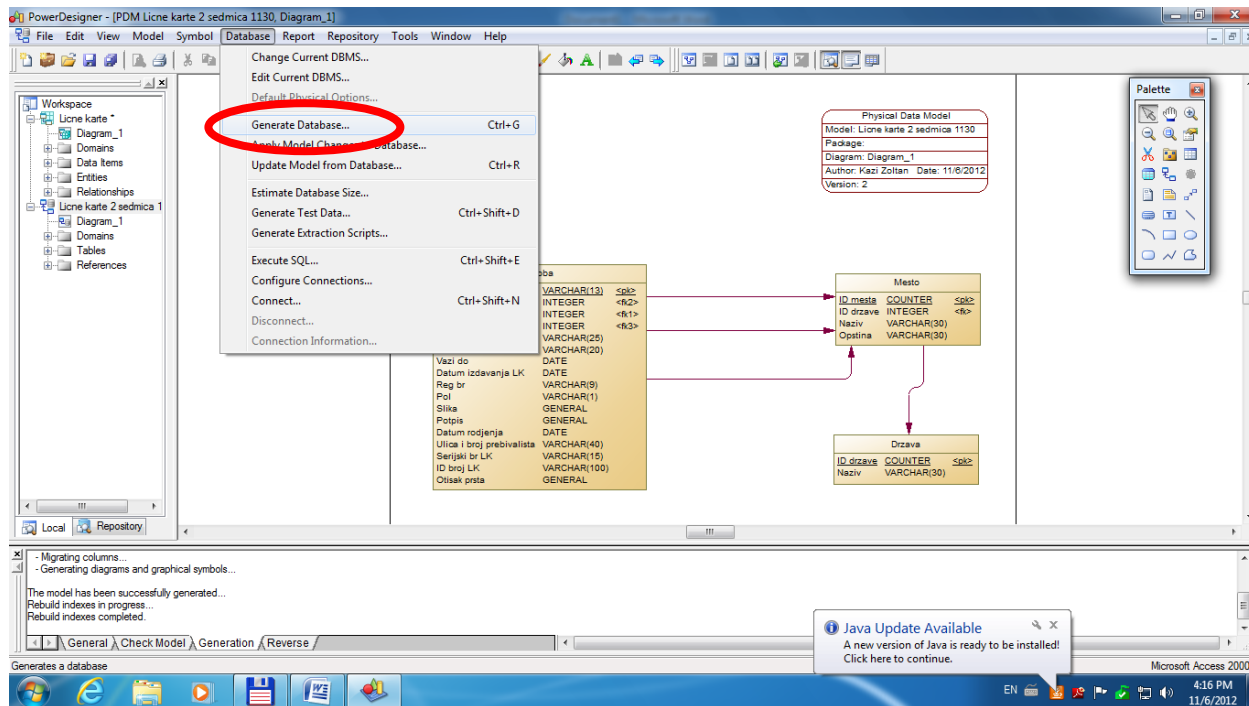 PowerDesigner - [PDM Licne karte 2 sedmica 1130, Diagram_1]
File Edit View Model Symbol Database Report Repository Tools Window Help
Change Current DBMS...
Edit Current DBMS...
Default Physical Options...
Generate Database... Ctrl+G
Apply Model Changes to Database...
Update Model from Database... Ctrl+R
Estimate Database Size...
Generate Test Data... Ctrl+Shift+D
Generate Extraction Scripts...
Execute SQL... Ctrl+Shift+E
Configure Connections...
Connect... Ctrl+Shift+N
Disconnect...
Connection Information...
Workspace
Licne karte *
Diagram_1
Domains
Data Items
Entities
Relationships
Licne karte 2 sedmica 1
Diagram_1
Domains
Tables
References
Local Repository
Physical Data Model
Model: Licne karte 2 sedmica 1130
Package:
Diagram: Diagram_1
Author: Kazi Zoltan Date: 11/6/2012
Version: 2
Palette
oba
VARCHAR(13) <pk>
INTEGER <fk2>
INTEGER <fk1>
INTEGER <fk3>
VARCHAR(25)
VARCHAR(20)
Vazi do DATE
Datum izdavanja LK DATE
Reg br VARCHAR(9)
Pol VARCHAR(1)
Slika GENERAL
Potpis GENERAL
Datum rodjenja DATE
Ulica i broj prebivalista VARCHAR(40)
Serijski br LK VARCHAR(15)
ID broj LK VARCHAR(100)
Otisak prsta GENERAL
Mesto
ID mesta COUNTER <pk>
ID drzave INTEGER <fk>
Naziv VARCHAR(30)
Opstina VARCHAR(30)
Drzava
ID drzave COUNTER <pk>
Naziv VARCHAR(30)
- Migrating columns...
- Generating diagrams and graphical symbols...
The model has been successfully generated...
Rebuild indexes in progress...
Rebuild indexes completed.
General Check Model Generation Reverse
Java Update Available
A new version of Java is ready to be installed!
Click here to continue.
Generates a database
Microsoft Access 2000
EN
4:16 PM
11/6/2012